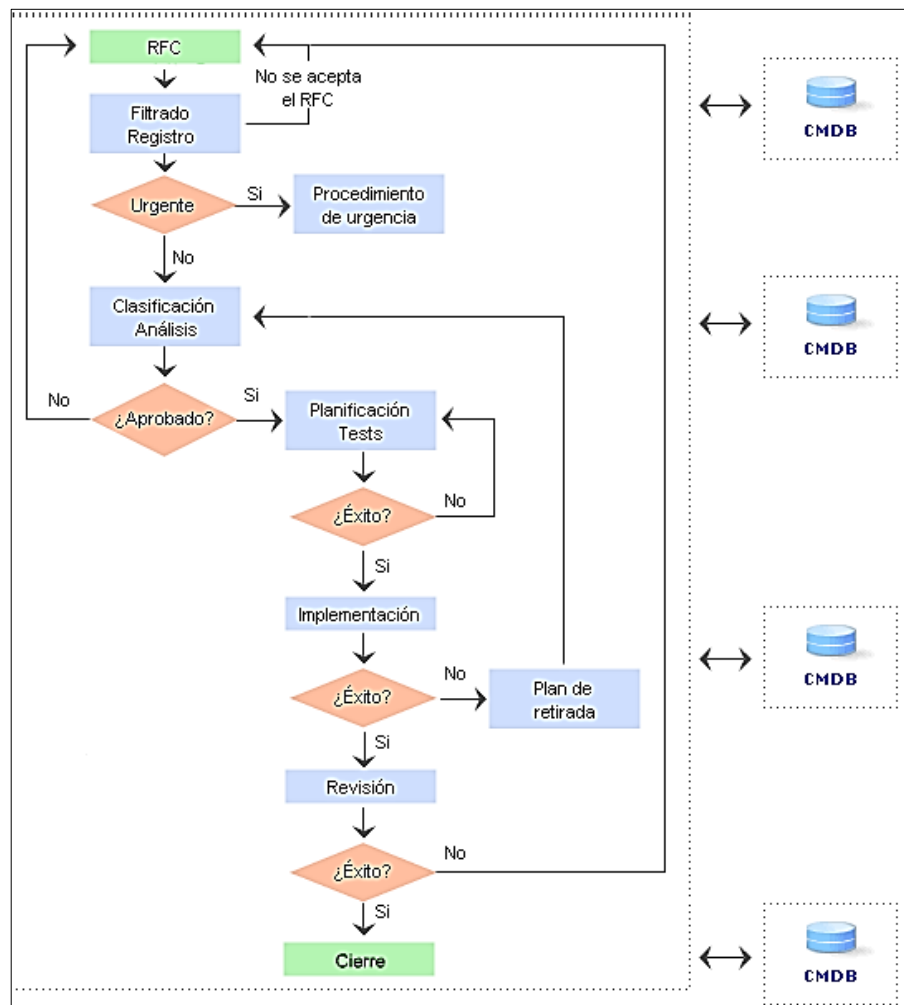 RFC
No se acepta
el RFC
CMDB
Filtrado
Registro
Urgente
Si
Procedimiento
de urgencia
No
Clasificación
Análisis
CMDB
¿Aprobado?
No
Si
Planificación
Tests
¿Éxito?
No
Si
Implementación
CMDB
¿Éxito?
No
Plan de
retirada
Si
Revisión
¿Éxito?
No
Si
Cierre
CMDB